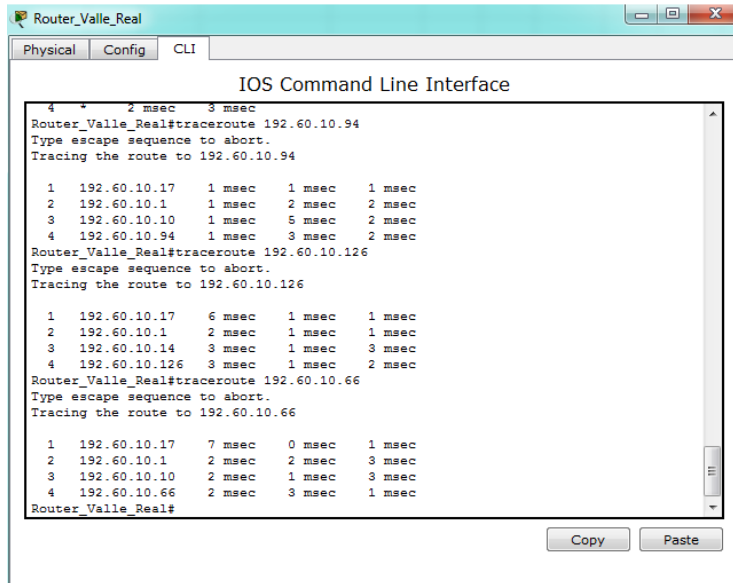 Router_Valle_Real
Physical Config CLI
IOS Command Line Interface
4 * 2 msec 3 msec
Router_Valle_Real#traceroute 192.60.10.94
Type escape sequence to abort.
Tracing the route to 192.60.10.94
1 192.60.10.17 1 msec 1 msec 1 msec
2 192.60.10.1 1 msec 2 msec 2 msec
3 192.60.10.10 1 msec 5 msec 2 msec
4 192.60.10.94 1 msec 3 msec 2 msec
Router_Valle_Real#traceroute 192.60.10.126
Type escape sequence to abort.
Tracing the route to 192.60.10.126
1 192.60.10.17 6 msec 1 msec 1 msec
2 192.60.10.1 2 msec 1 msec 1 msec
3 192.60.10.14 3 msec 1 msec 3 msec
4 192.60.10.126 3 msec 1 msec 2 msec
Router_Valle_Real#traceroute 192.60.10.66
Type escape sequence to abort.
Tracing the route to 192.60.10.66
1 192.60.10.17 7 msec 0 msec 1 msec
2 192.60.10.1 2 msec 2 msec 3 msec
3 192.60.10.10 2 msec 1 msec 3 msec
4 192.60.10.66 2 msec 3 msec 1 msec
Router_Valle_Real#
Copy Paste